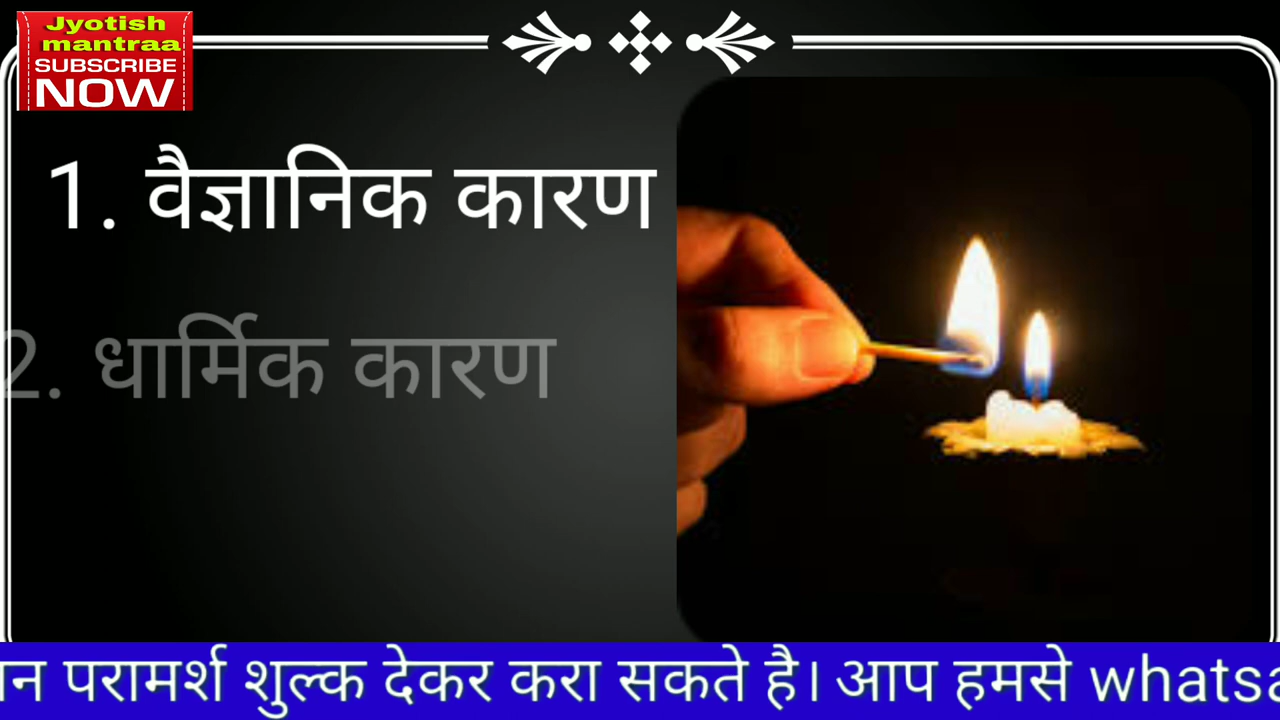 Jyotish
mantraa
SUBSCRIBE
NOW
1. वैज्ञानिक कारण
2. धार्मिक कारण
परामर्श शुल्क देकर करा सकते है। आप हमसे